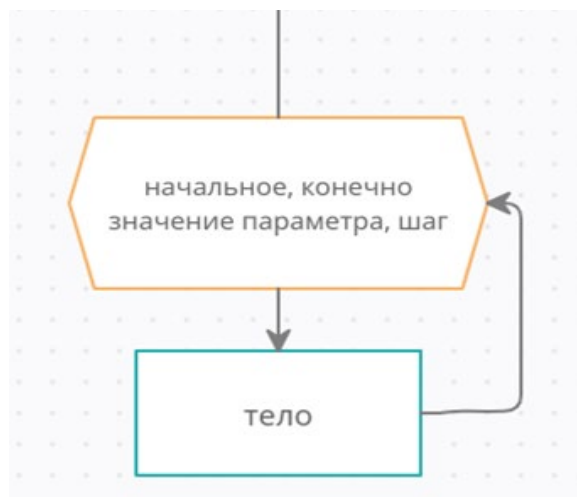 начальное, конечно
значение параметра, шаг
тело